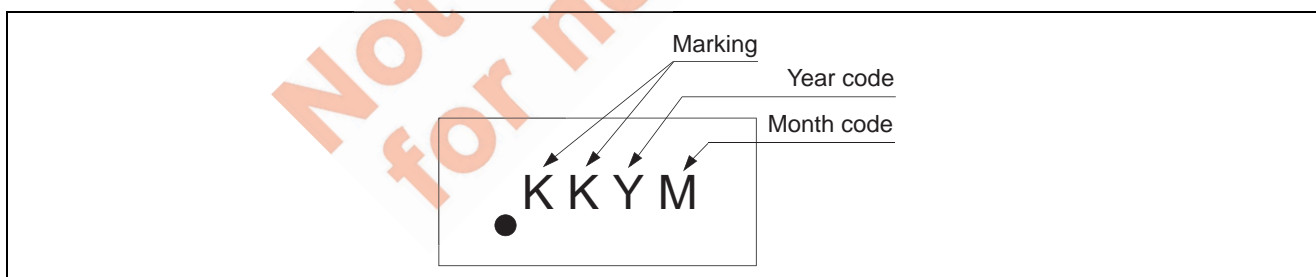 Not
for n
Marking
Year code
Month code
K K Y M